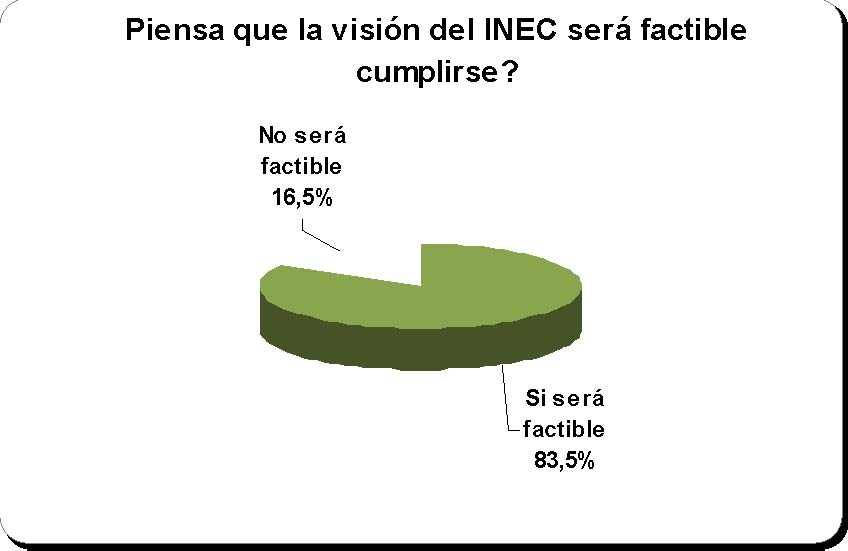 Piensa que la visión del INEC será factible
cumplirse?
No será
factible
16,5%
Si será
factible
83,5%